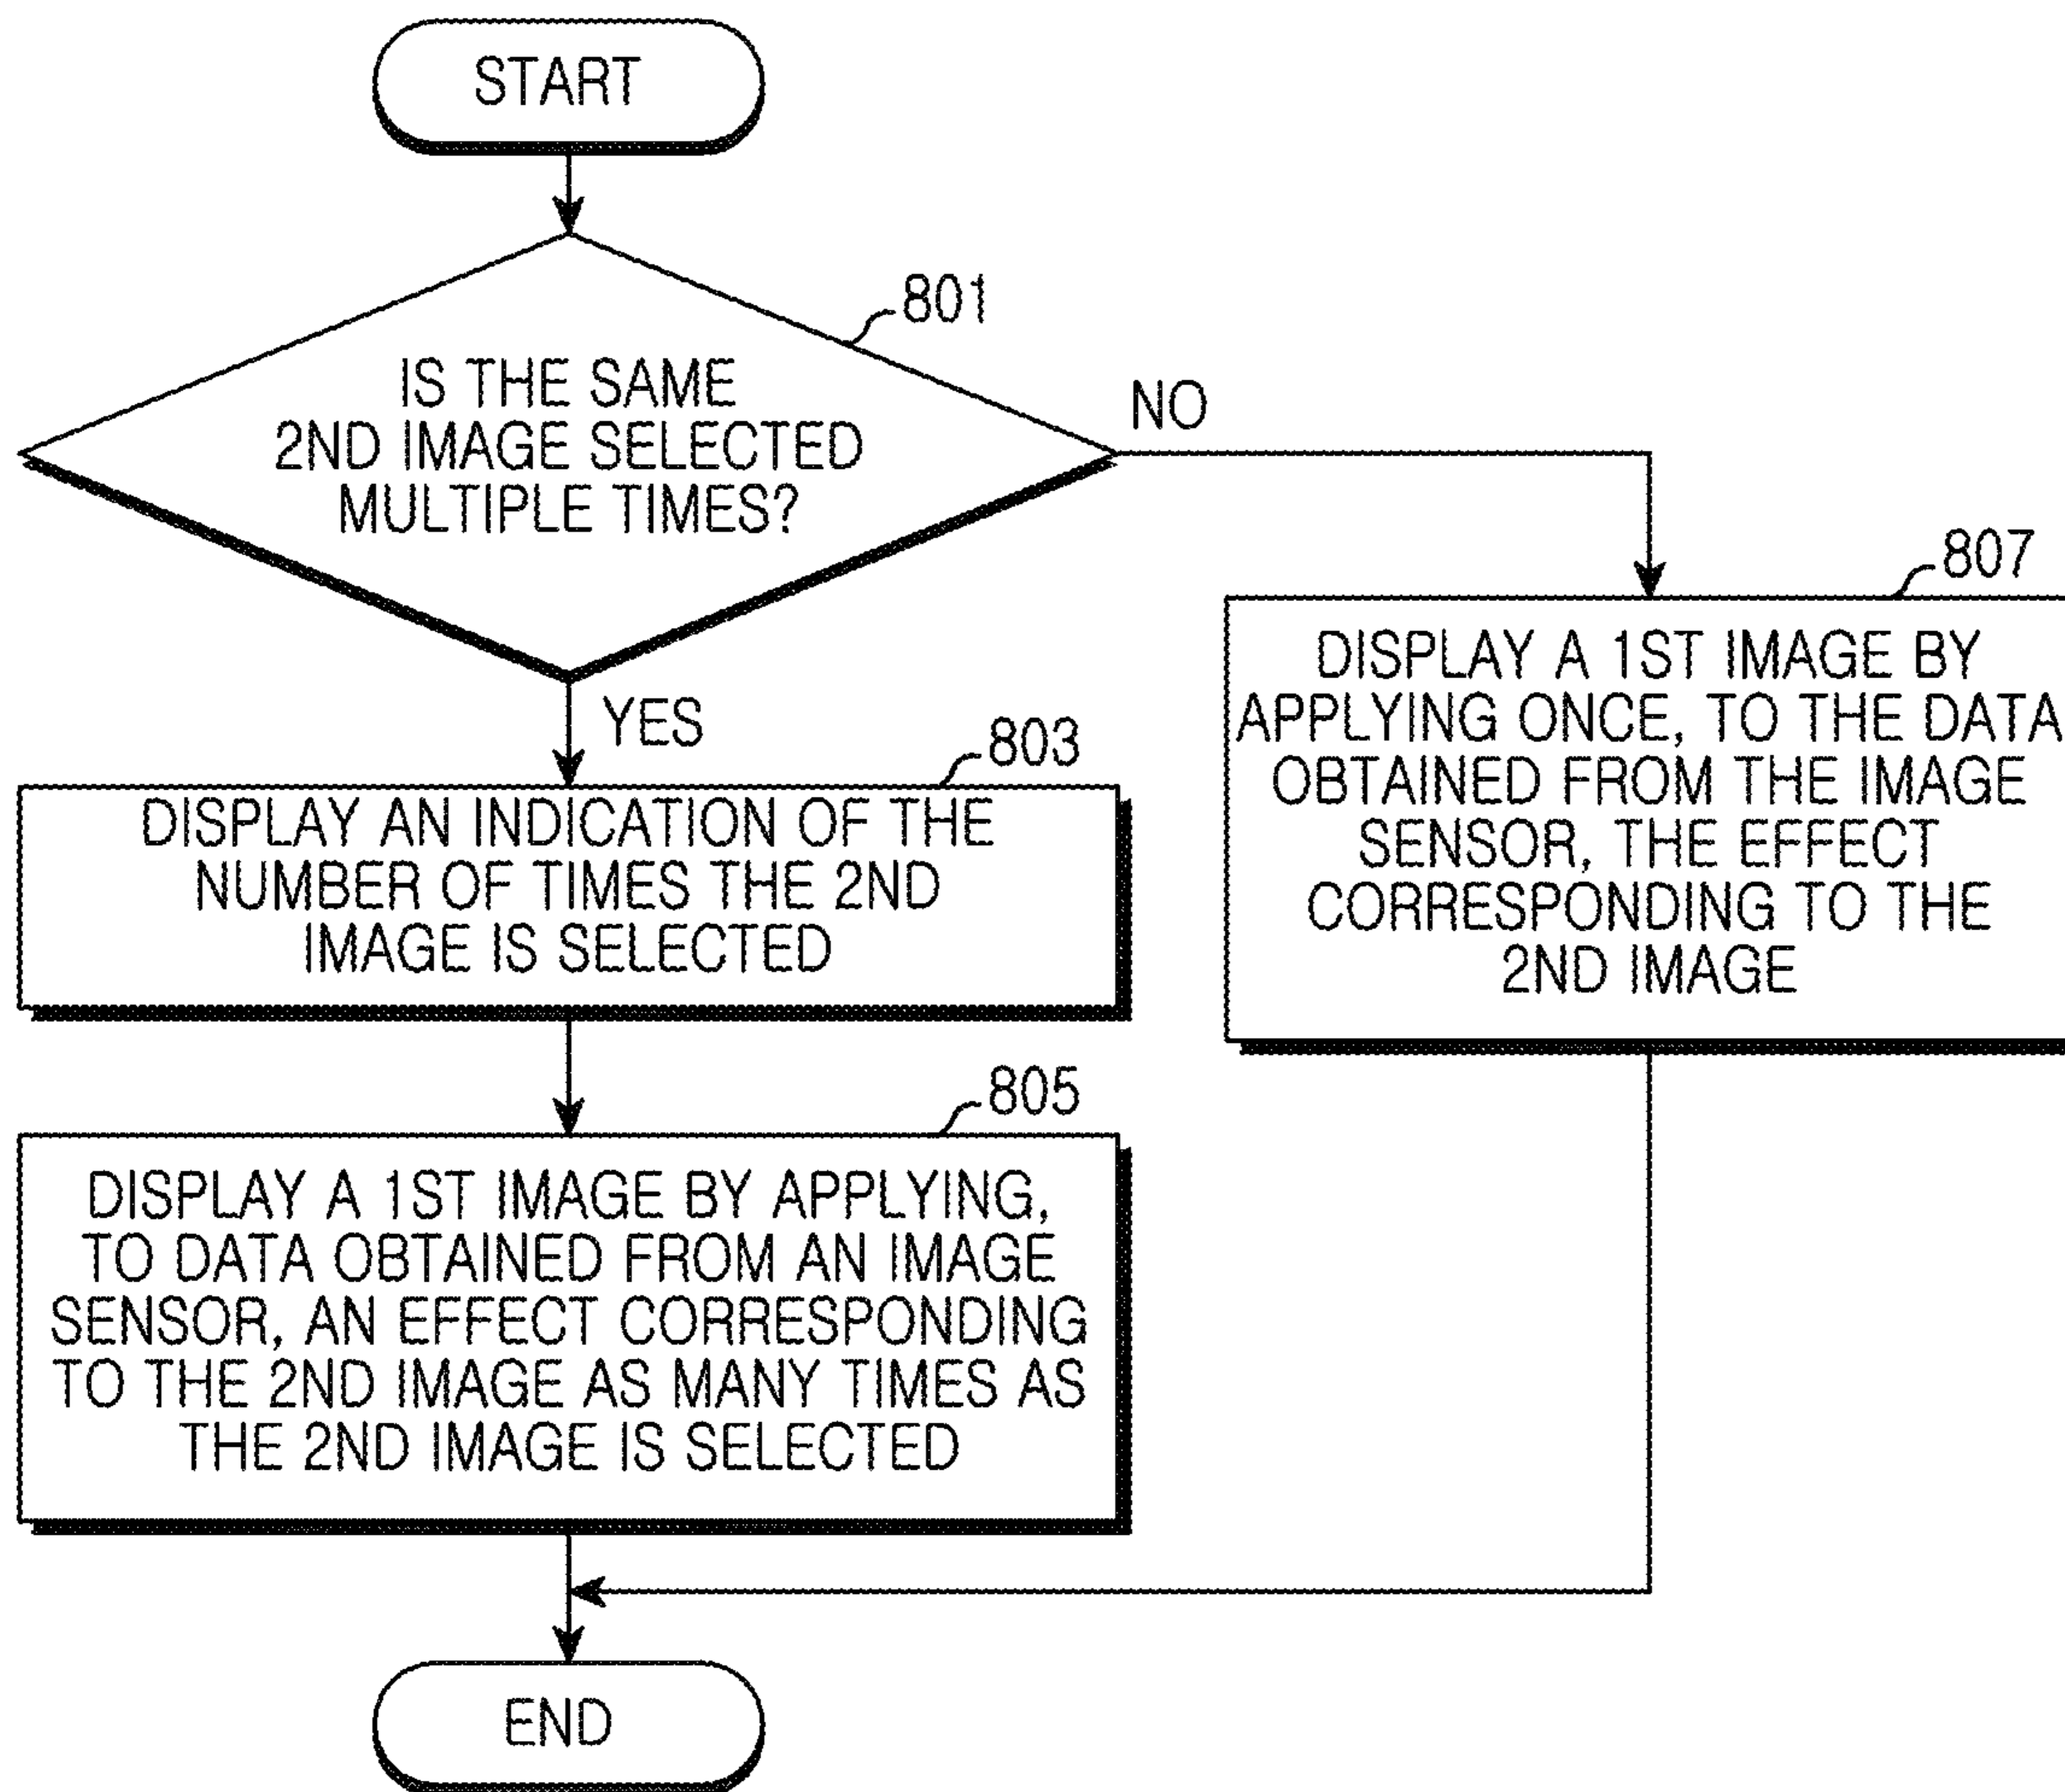 START
801
IS THE SAME
2ND IMAGE SELECTED
MULTIPLE TIMES?
NO
YES
803
DISPLAY AN INDICATION OF THE
NUMBER OF TIMES THE 2ND
IMAGE IS SELECTED
805
DISPLAY A 1ST IMAGE BY APPLYING,
TO DATA OBTAINED FROM AN IMAGE
SENSOR, AN EFFECT CORRESPONDING
TO THE 2ND IMAGE AS MANY TIMES AS
THE 2ND IMAGE IS SELECTED
807
DISPLAY A 1ST IMAGE BY
APPLYING ONCE, TO THE DATA
OBTAINED FROM THE IMAGE
SENSOR, THE EFFECT
CORRESPONDING TO THE
2ND IMAGE
END